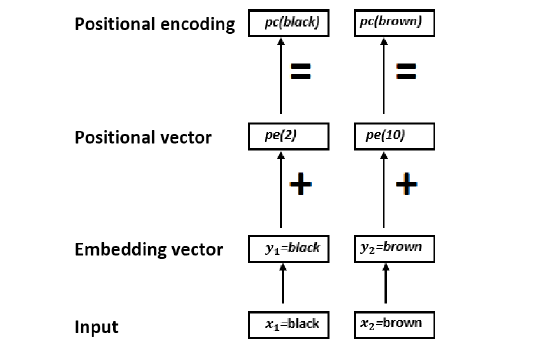 Positional encoding pc(black) pc(brown)
= =
Positional vector pe(2) pe(10)
+ +
Embedding vector y₁=black y₂=brown
Input x₁=black x₂=brown